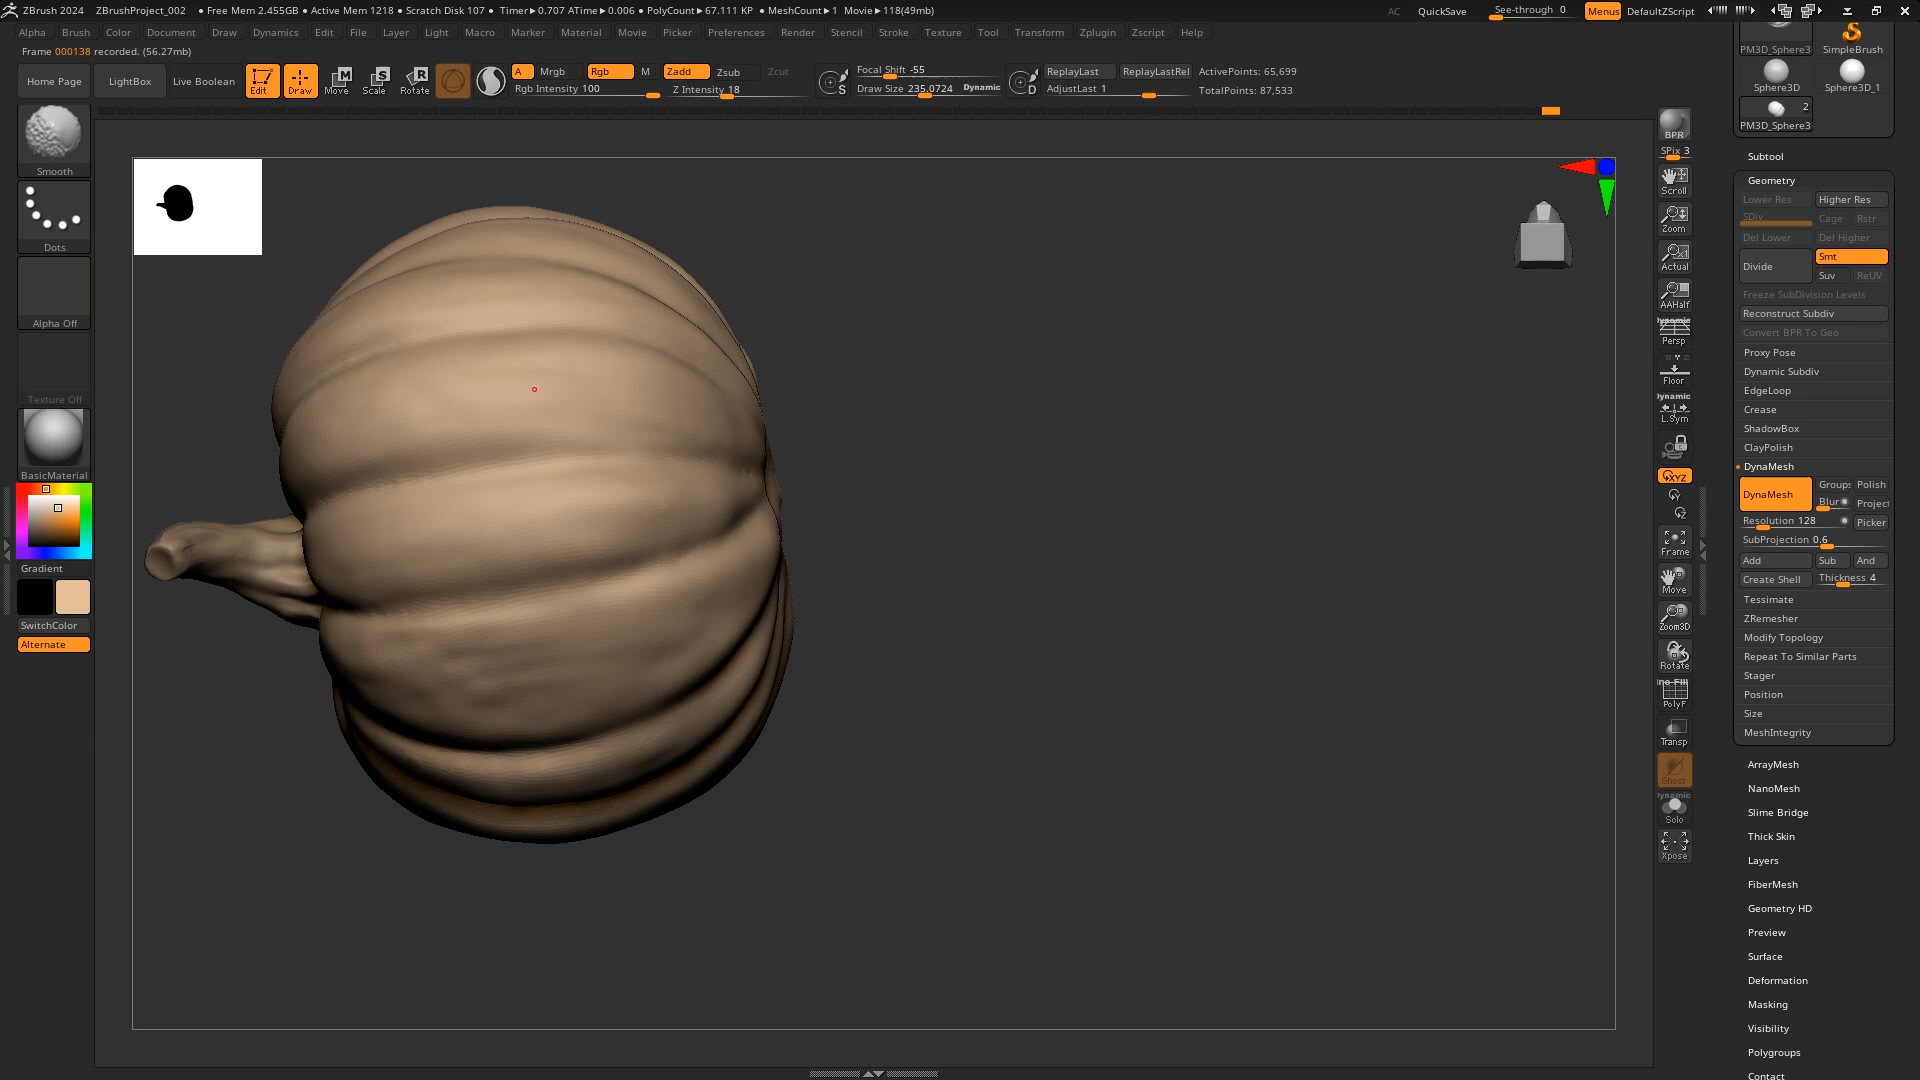 ZBrush 2024 ZBrushProject_002 • Free Mem 2.455GB • Active Mem 1218 • Scratch Disk 107 • Timer▸0.707 ATime▸0.006 • PolyCount▸67.111 KP • MeshCount▸1 Movie▸118(49mb) AC QuickSave See-through 0 Menus DefaultZScript
Alpha Brush Color Document Draw Dynamics Edit File Layer Light Macro Marker Material Movie Picker Preferences Render Stencil Stroke Texture Tool Transform Zplugin Zscript Help
Frame 000138 recorded. (56.27mb)
Home Page LightBox Live Boolean Edit Draw Move Scale Rotate
A Mrgb Rgb M Zadd Zsub Zcut
Rgb Intensity 100 Z Intensity 18
S Focal Shift -55
Draw Size 235.0724 Dynamic
D ReplayLast ReplayLastRel
AdjustLast 1
ActivePoints: 65,699
TotalPoints: 87,533
Smooth
Dots
Alpha Off
Texture Off
BasicMaterial
Gradient
SwitchColor
Alternate
BPR
SPix 3
Scroll
Zoom
Actual
AAHalf
Persp
Floor
Dynamic
L.Sym
XYZ
Frame
Move
Zoom3D
Rotate
PolyF
Transp
Ghost
Dynamic
Solo
Xpose
PM3D_Sphere3 SimpleBrush
Sphere3D Sphere3D_1
2
PM3D_Sphere3
Subtool
Geometry
Lower Res Higher Res
SDiv Cage Rstr
Del Lower Del Higher
Divide Smt
Suv ReUV
Freeze SubDivision Levels
Reconstruct Subdiv
Convert BPR To Geo
Proxy Pose
Dynamic Subdiv
EdgeLoop
Crease
ShadowBox
ClayPolish
DynaMesh
DynaMesh Groups Polish
Blur Project
Resolution 128 Picker
SubProjection 0.6
Add Sub And
Create Shell Thickness 4
Tessimate
ZRemesher
Modify Topology
Repeat To Similar Parts
Stager
Position
Size
MeshIntegrity
ArrayMesh
NanoMesh
Slime Bridge
Thick Skin
Layers
FiberMesh
Geometry HD
Preview
Surface
Deformation
Masking
Visibility
Polygroups
Contact